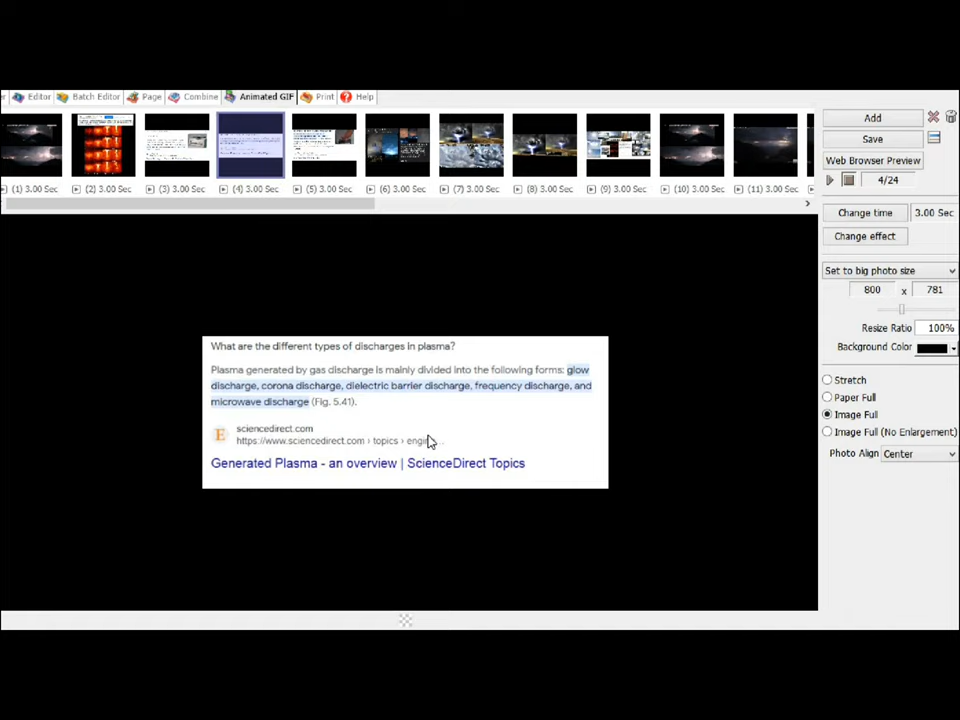 Editor Batch Editor Page Combine Animated GIF Print Help
(1) 3.00 Sec (2) 3.00 Sec (3) 3.00 Sec (4) 3.00 Sec (5) 3.00 Sec (6) 3.00 Sec (7) 3.00 Sec (8) 3.00 Sec (9) 3.00 Sec (10) 3.00 Sec (11) 3.00 Sec
Add
Save
Web Browser Preview
4/24
Change time 3.00 Sec
Change effect
Set to big photo size
800 x 781
Resize Ratio 100%
Background Color
Stretch
Paper Full
Image Full
Image Full (No Enlargement)
Photo Align Center
What are the different types of discharges in plasma?
Plasma generated by gas discharge is mainly divided into the following forms: glow
discharge, corona discharge, dielectric barrier discharge, frequency discharge, and
microwave discharge (Fig. 5.41).
E
sciencedirect.com
https://www.sciencedirect.com › topics ›
Generated Plasma - an overview | ScienceDirect Topics